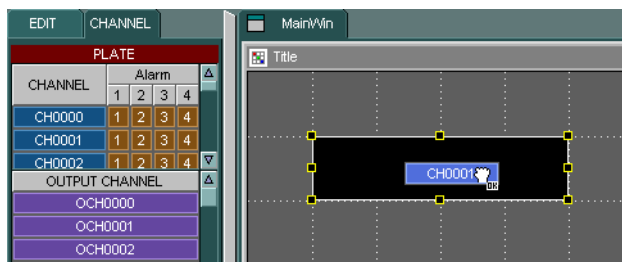 EDIT CHANNEL MainWin
PLATE
Title
CHANNEL Alarm
1 2 3 4
CH0000 1 2 3 4
CH0001 1 2 3 4
CH0002 1 2 3 4
OUTPUT CHANNEL
OCH0000
OCH0001
OCH0002
CH0001
OK